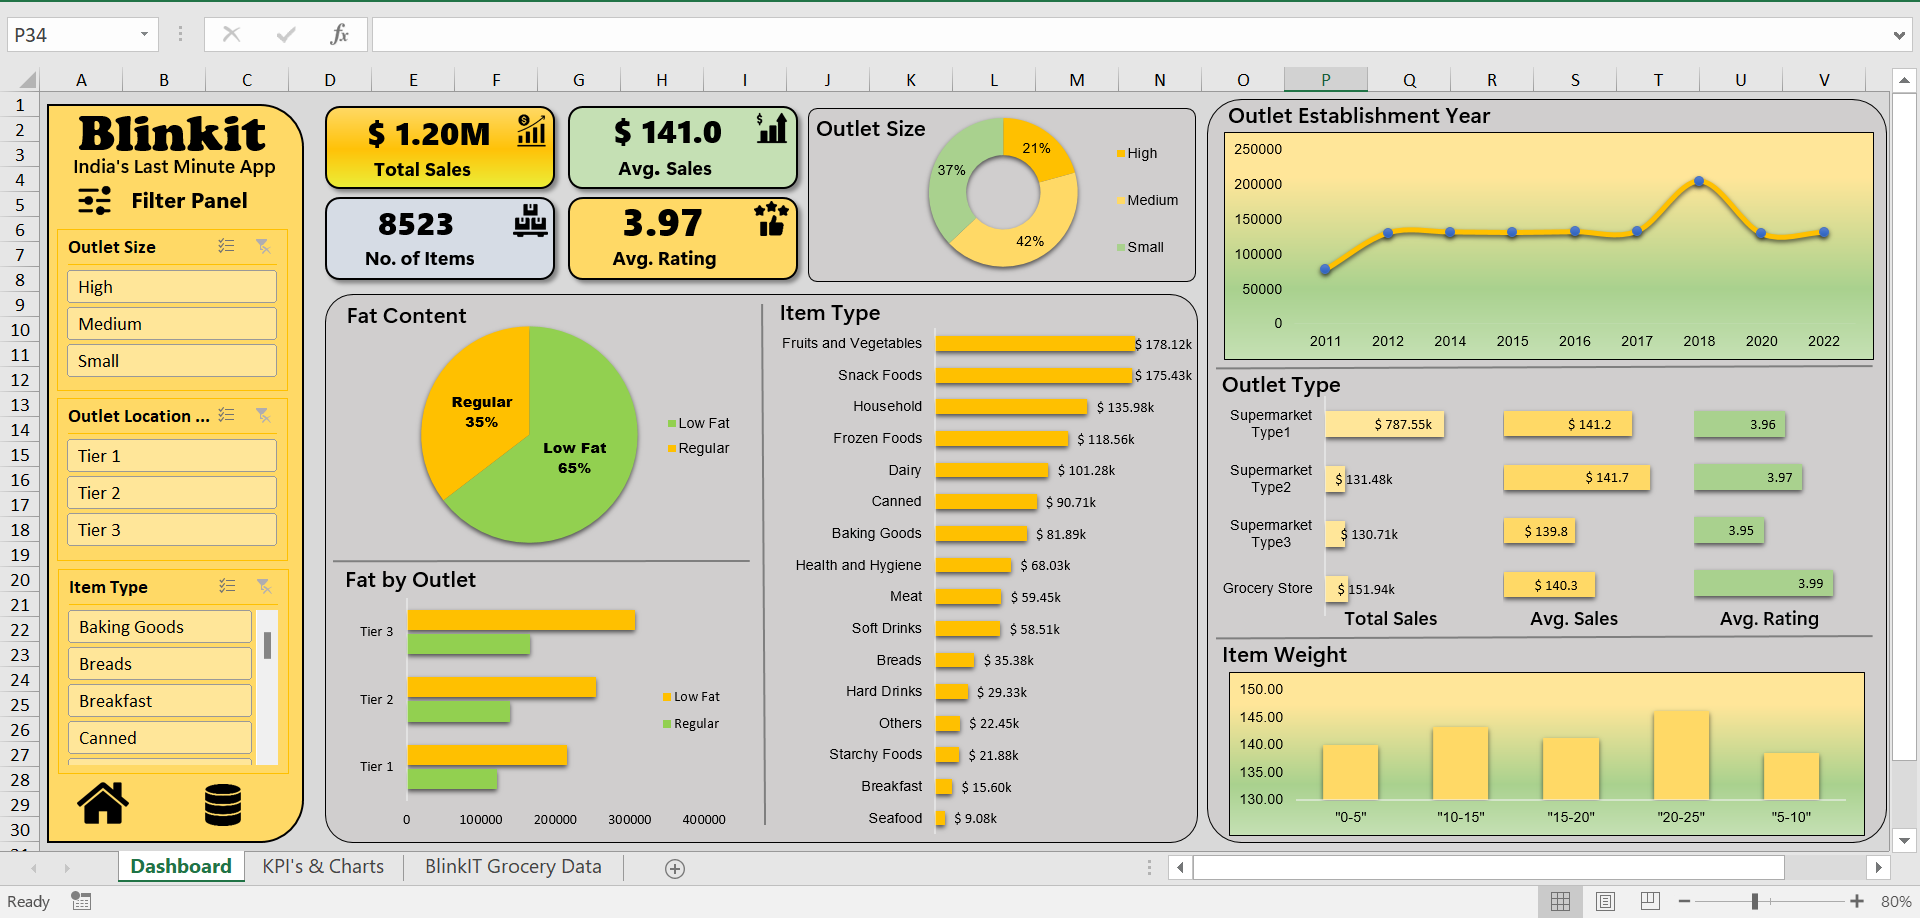 P34
fx
A B C D E F G H I J K L M N O P Q R S T U V
1
2
3
4
5
6
7
8
9
10
11
12
13
14
15
16
17
18
19
20
21
22
23
24
25
26
27
28
29
30
Blinkit
India's Last Minute App
Filter Panel
Outlet Size
High
Medium
Small
Outlet Location ...
Tier 1
Tier 2
Tier 3
Item Type
Baking Goods
Breads
Breakfast
Canned
$ 1.20M
Total Sales
$ 141.0
Avg. Sales
8523
No. of Items
3.97
Avg. Rating
Outlet Size
21%
37%
42%
High
Medium
Small
Fat Content
Regular
35%
Low Fat
65%
Low Fat
Regular
Fat by Outlet
Tier 3
Tier 2
Tier 1
Low Fat
Regular
0 100000 200000 300000 400000
Item Type
Fruits and Vegetables $ 178.12k
Snack Foods $ 175.43k
Household $ 135.98k
Frozen Foods $ 118.56k
Dairy $ 101.28k
Canned $ 90.71k
Baking Goods $ 81.89k
Health and Hygiene $ 68.03k
Meat $ 59.45k
Soft Drinks $ 58.51k
Breads $ 35.38k
Hard Drinks $ 29.33k
Others $ 22.45k
Starchy Foods $ 21.88k
Breakfast $ 15.60k
Seafood $ 9.08k
Outlet Establishment Year
250000
200000
150000
100000
50000
0
2011 2012 2014 2015 2016 2017 2018 2020 2022
Outlet Type
Supermarket
Type1
$ 787.55k $ 141.2 3.96
Supermarket
Type2
$ 131.48k $ 141.7 3.97
Supermarket
Type3
$ 130.71k $ 139.8 3.95
Grocery Store $ 151.94k $ 140.3 3.99
Total Sales Avg. Sales Avg. Rating
Item Weight
150.00
145.00
140.00
135.00
130.00
"0-5" "10-15" "15-20" "20-25" "5-10"
Dashboard KPI's & Charts BlinkIT Grocery Data
Ready
80%